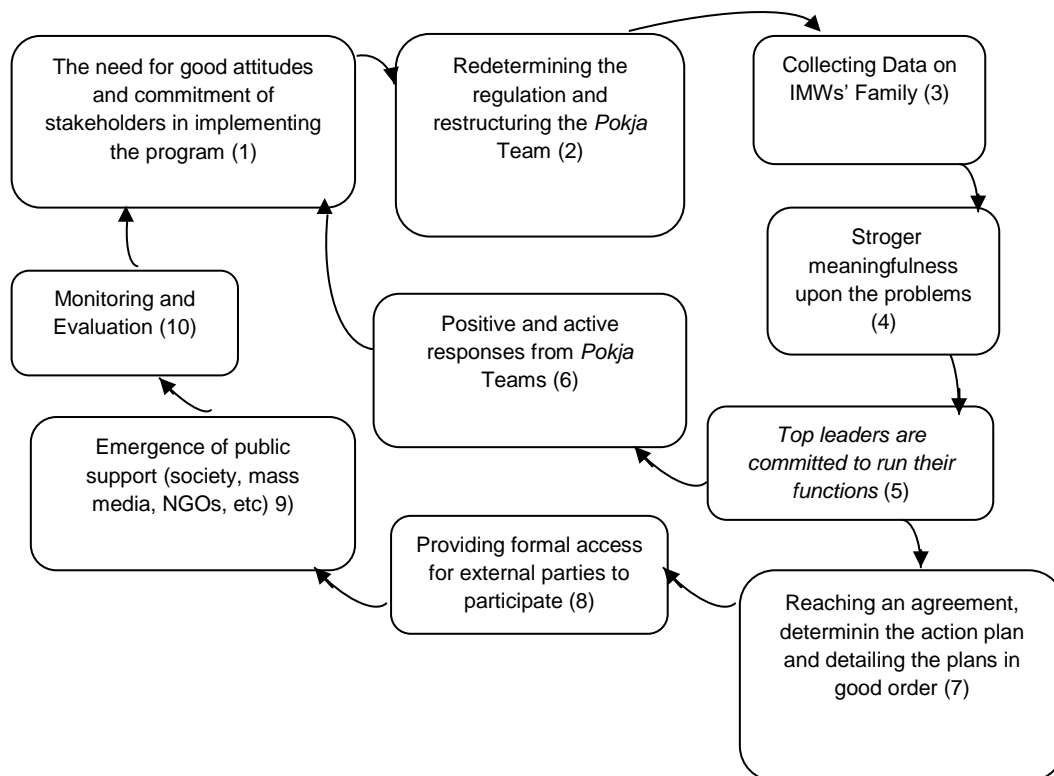 The need for good attitudes
and commitment of
stakeholders in implementing
the program (1)
Redetermining the
regulation and
restructuring the Pokja
Team (2)
Collecting Data on
IMWs' Family (3)
Stroger
meaningfulness
upon the problems
(4)
Top leaders are
committed to run their
functions (5)
Positive and active
responses from Pokja
Teams (6)
Reaching an agreement,
determinin the action plan
and detailing the plans in
good order (7)
Providing formal access
for external parties to
participate (8)
Emergence of public
support (society, mass
media, NGOs, etc) 9)
Monitoring and
Evaluation (10)